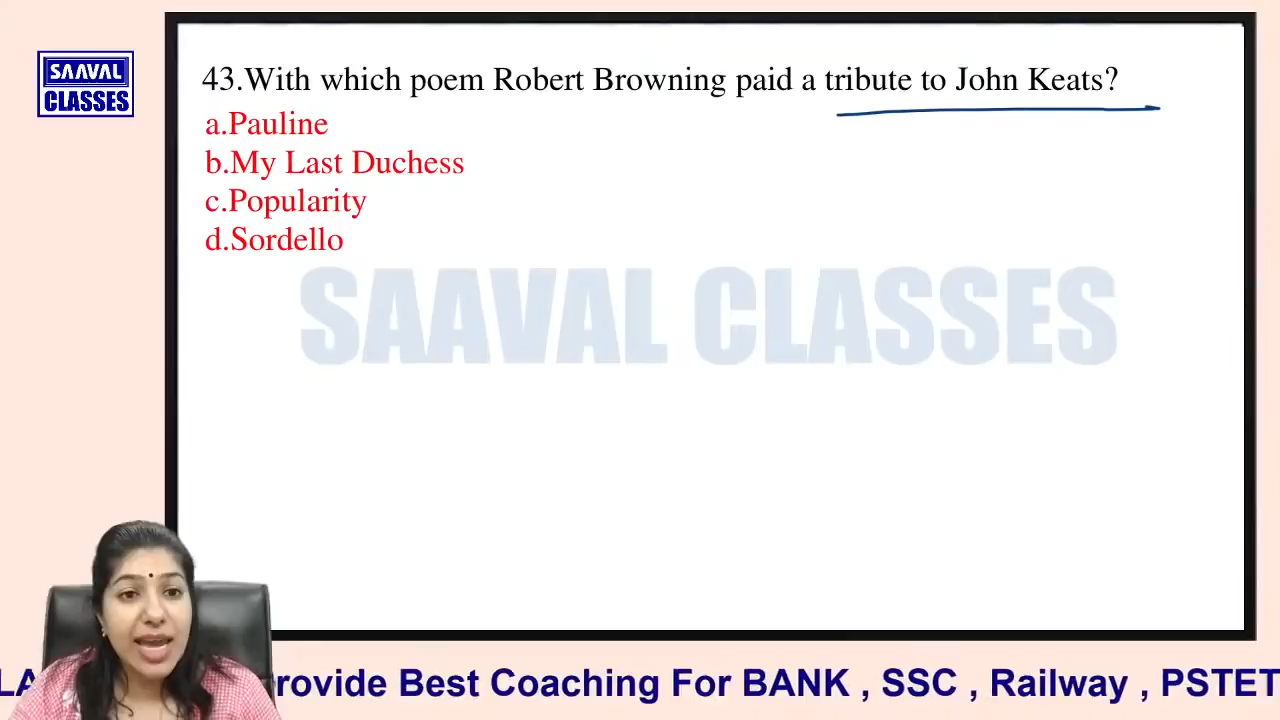 SAAVAL
CLASSES
43.With which poem Robert Browning paid a tribute to John Keats?
a.Pauline
b.My Last Duchess
c.Popularity
d.Sordello
SAAVAL CLASSES
rovide Best Coaching For BANK , SSC , Railway , PSTET